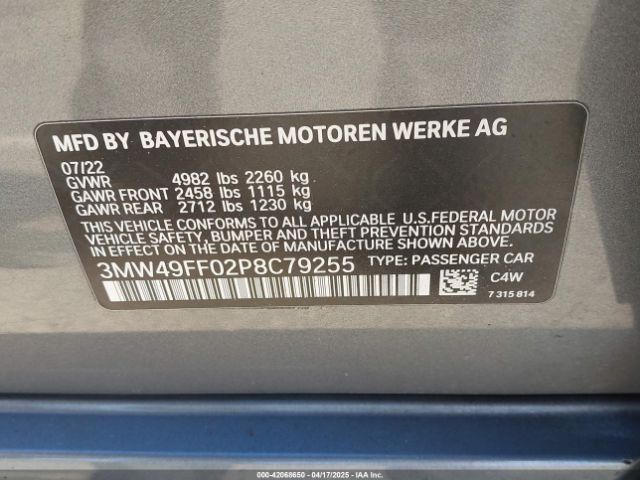 MFD BY BAYERISCHE MOTOREN WERKE AG
07/22
GVWR 4982 lbs 2260 kg
GAWR FRONT 2458 lbs 1115 kg
GAWR REAR 2712 lbs 1230 kg
THIS VEHICLE CONFORMS TO ALL APPLICABLE U.S.FEDERAL MOTOR
VEHICLE SAFETY, BUMPER AND THEFT PREVENTION STANDARDS
IN EFFECT ON THE DATE OF MANUFACTURE SHOWN ABOVE.
3MW49FF02P8C79255 TYPE: PASSENGER CAR
C4W
7 315 814
000-42068650 - 04/17/2025 - IAAI.COM